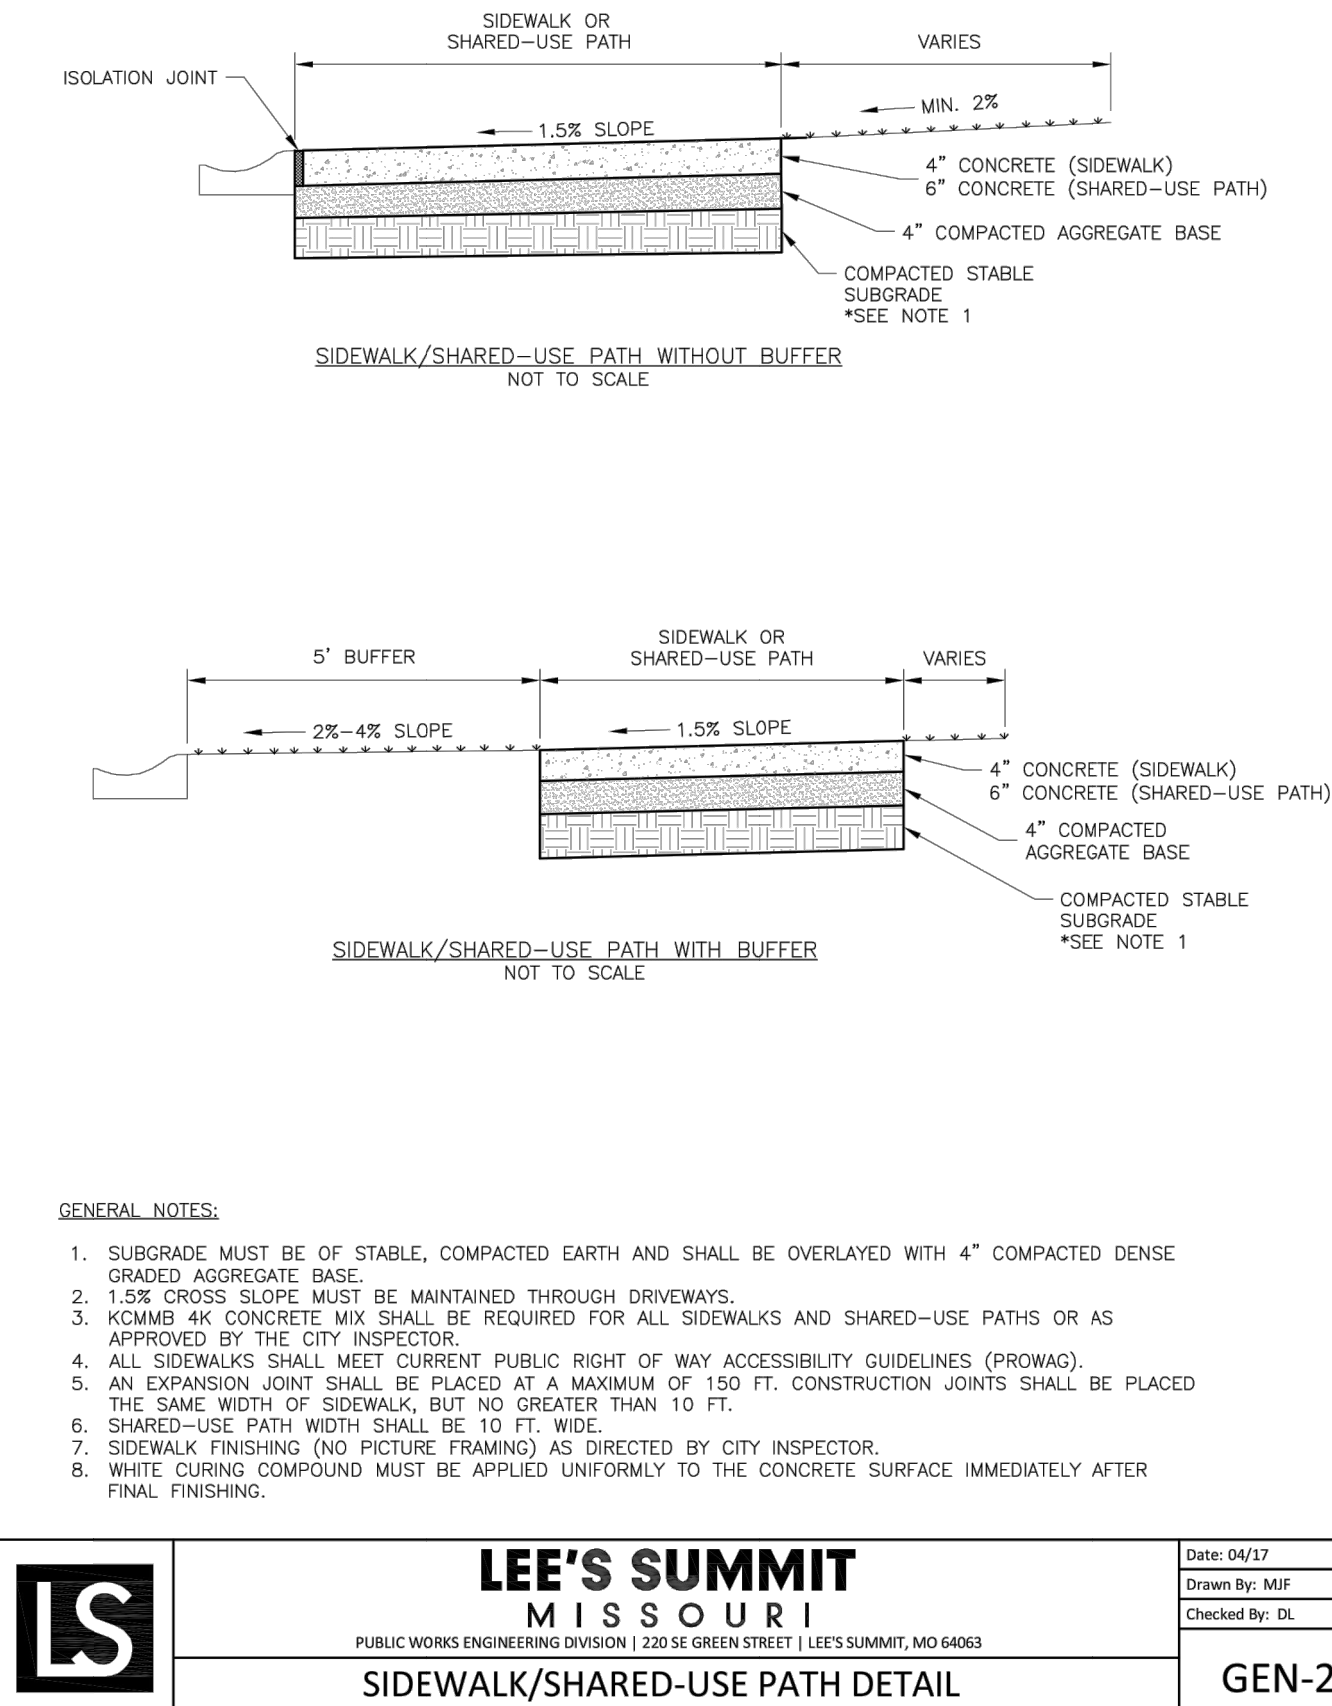 SIDEWALK OR
SHARED-USE PATH
VARIES
ISOLATION JOINT
MIN. 2%
1.5% SLOPE
4" CONCRETE (SIDEWALK)
6" CONCRETE (SHARED-USE PATH)
4" COMPACTED AGGREGATE BASE
COMPACTED STABLE
SUBGRADE
*SEE NOTE 1
SIDEWALK/SHARED-USE PATH WITHOUT BUFFER
NOT TO SCALE
5' BUFFER
SIDEWALK OR
SHARED-USE PATH
VARIES
2%-4% SLOPE
1.5% SLOPE
4" CONCRETE (SIDEWALK)
6" CONCRETE (SHARED-USE PATH)
4" COMPACTED
AGGREGATE BASE
COMPACTED STABLE
SUBGRADE
*SEE NOTE 1
SIDEWALK/SHARED-USE PATH WITH BUFFER
NOT TO SCALE
GENERAL NOTES:
1. SUBGRADE MUST BE OF STABLE, COMPACTED EARTH AND SHALL BE OVERLAYED WITH 4" COMPACTED DENSE
GRADED AGGREGATE BASE.
2. 1.5% CROSS SLOPE MUST BE MAINTAINED THROUGH DRIVEWAYS.
3. KCMMB 4K CONCRETE MIX SHALL BE REQUIRED FOR ALL SIDEWALKS AND SHARED-USE PATHS OR AS
APPROVED BY THE CITY INSPECTOR.
4. ALL SIDEWALKS SHALL MEET CURRENT PUBLIC RIGHT OF WAY ACCESSIBILITY GUIDELINES (PROWAG).
5. AN EXPANSION JOINT SHALL BE PLACED AT A MAXIMUM OF 150 FT. CONSTRUCTION JOINTS SHALL BE PLACED
THE SAME WIDTH OF SIDEWALK, BUT NO GREATER THAN 10 FT.
6. SHARED-USE PATH WIDTH SHALL BE 10 FT. WIDE.
7. SIDEWALK FINISHING (NO PICTURE FRAMING) AS DIRECTED BY CITY INSPECTOR.
8. WHITE CURING COMPOUND MUST BE APPLIED UNIFORMLY TO THE CONCRETE SURFACE IMMEDIATELY AFTER
FINAL FINISHING.
LS
LEE'S SUMMIT
MISSOURI
PUBLIC WORKS ENGINEERING DIVISION | 220 SE GREEN STREET | LEE'S SUMMIT, MO 64063
SIDEWALK/SHARED-USE PATH DETAIL
Date: 04/17
Drawn By: MJF
Checked By: DL
GEN-2